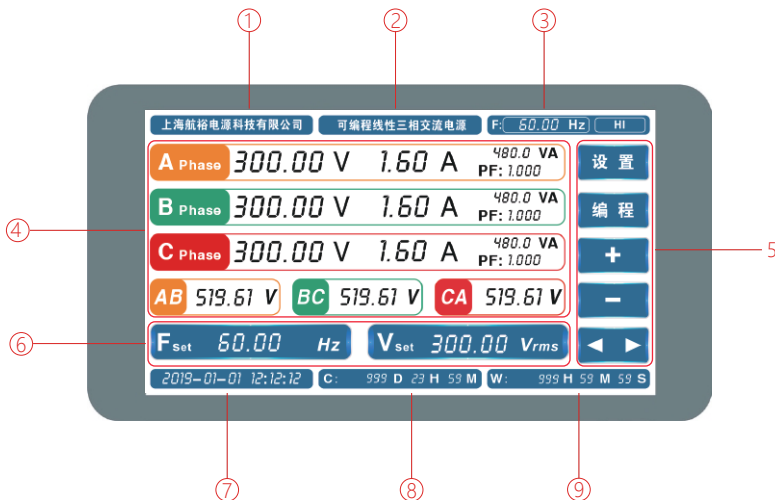 ① ② ③
上海航裕电源科技有限公司 可编程线性三相交流电源 F: 60.00 Hz HI
A Phase 300.00 V 1.60 A 480.0 VA PF: 1.000
设置
B Phase 300.00 V 1.60 A 480.0 VA PF: 1.000
编程
④
5
C Phase 300.00 V 1.60 A 480.0 VA PF: 1.000
+
AB 519.61 V BC 519.61 V CA 519.61 V
−
⑥
Fset 60.00 Hz Vset 300.00 Vrms
◄ ►
2019-01-01 12:12:12 C: 999 D 23 H 59 M W: 999 H 59 M 59 S
⑦ ⑧ ⑨